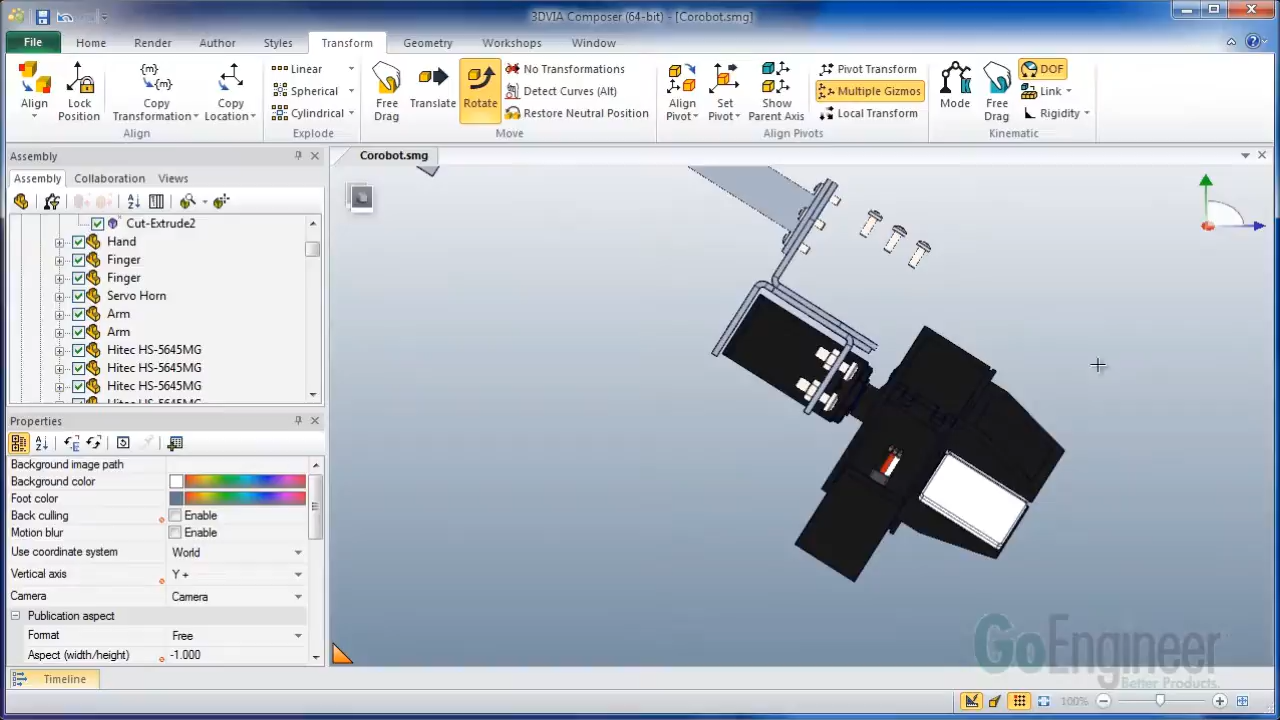 3DVIA Composer (64-bit) - [Corobot.smg]
File Home Render Author Styles Transform Geometry Workshops Window
Align
Lock Position
Copy Transformation
Copy Location
Align
Linear
Spherical
Cylindrical
Explode
Free Drag
Translate
Rotate
No Transformations
Detect Curves (Alt)
Restore Neutral Position
Move
Align Pivot
Set Pivot
Show Parent Axis
Pivot Transform
Multiple Gizmos
Local Transform
Align Pivots
Mode
Free Drag
DOF
Link
Rigidity
Kinematic
Assembly
Corobot.smg
Assembly Collaboration Views
Cut-Extrude2
Hand
Finger
Finger
Servo Horn
Arm
Arm
Hitec HS-5645MG
Hitec HS-5645MG
Hitec HS-5645MG
Properties
Background image path
Background color
Foot color
Back culling Enable
Motion blur Enable
Use coordinate system World
Vertical axis Y +
Camera Camera
Publication aspect
Format Free
Aspect (width/height) -1.000
GoEngineer
Better Products.
Timeline
100%